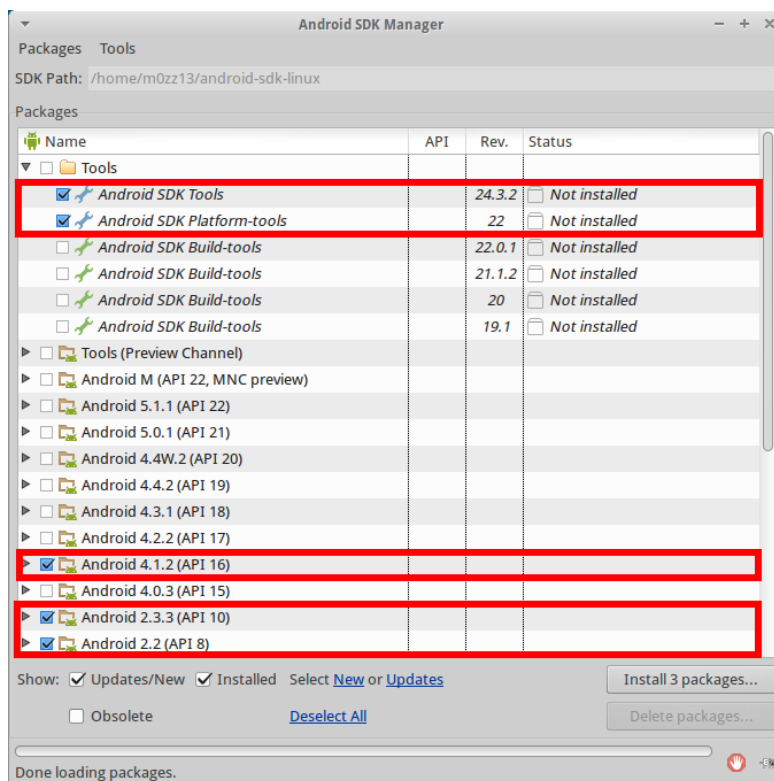 Android SDK Manager
Packages Tools
SDK Path: /home/m0zz13/android-sdk-linux
Packages
Name API Rev. Status
Tools
Android SDK Tools 24.3.2 Not installed
Android SDK Platform-tools 22 Not installed
Android SDK Build-tools 22.0.1 Not installed
Android SDK Build-tools 21.1.2 Not installed
Android SDK Build-tools 20 Not installed
Android SDK Build-tools 19.1 Not installed
Tools (Preview Channel)
Android M (API 22, MNC preview)
Android 5.1.1 (API 22)
Android 5.0.1 (API 21)
Android 4.4W.2 (API 20)
Android 4.4.2 (API 19)
Android 4.3.1 (API 18)
Android 4.2.2 (API 17)
Android 4.1.2 (API 16)
Android 4.0.3 (API 15)
Android 2.3.3 (API 10)
Android 2.2 (API 8)
Show: Updates/New Installed Select New or Updates Install 3 packages...
Obsolete Deselect All Delete packages...
Done loading packages.